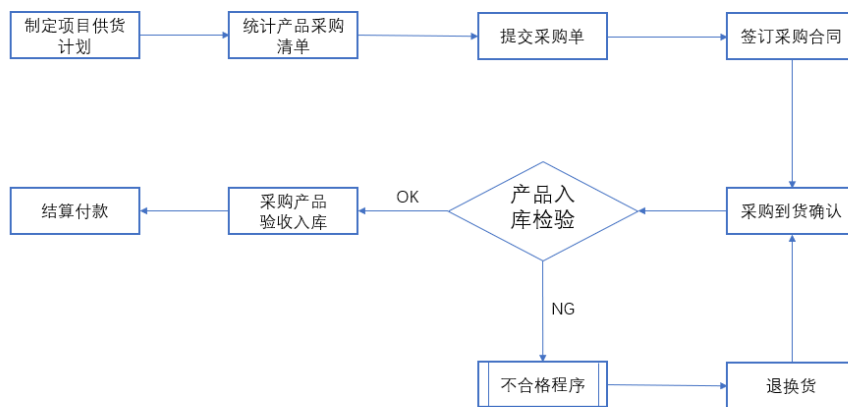 制定项目供货
计划
统计产品采购
清单
提交采购单
签订采购合同
结算付款
采购产品
验收入库
OK
产品入
库检验
采购到货确认
NG
不合格程序
退换货